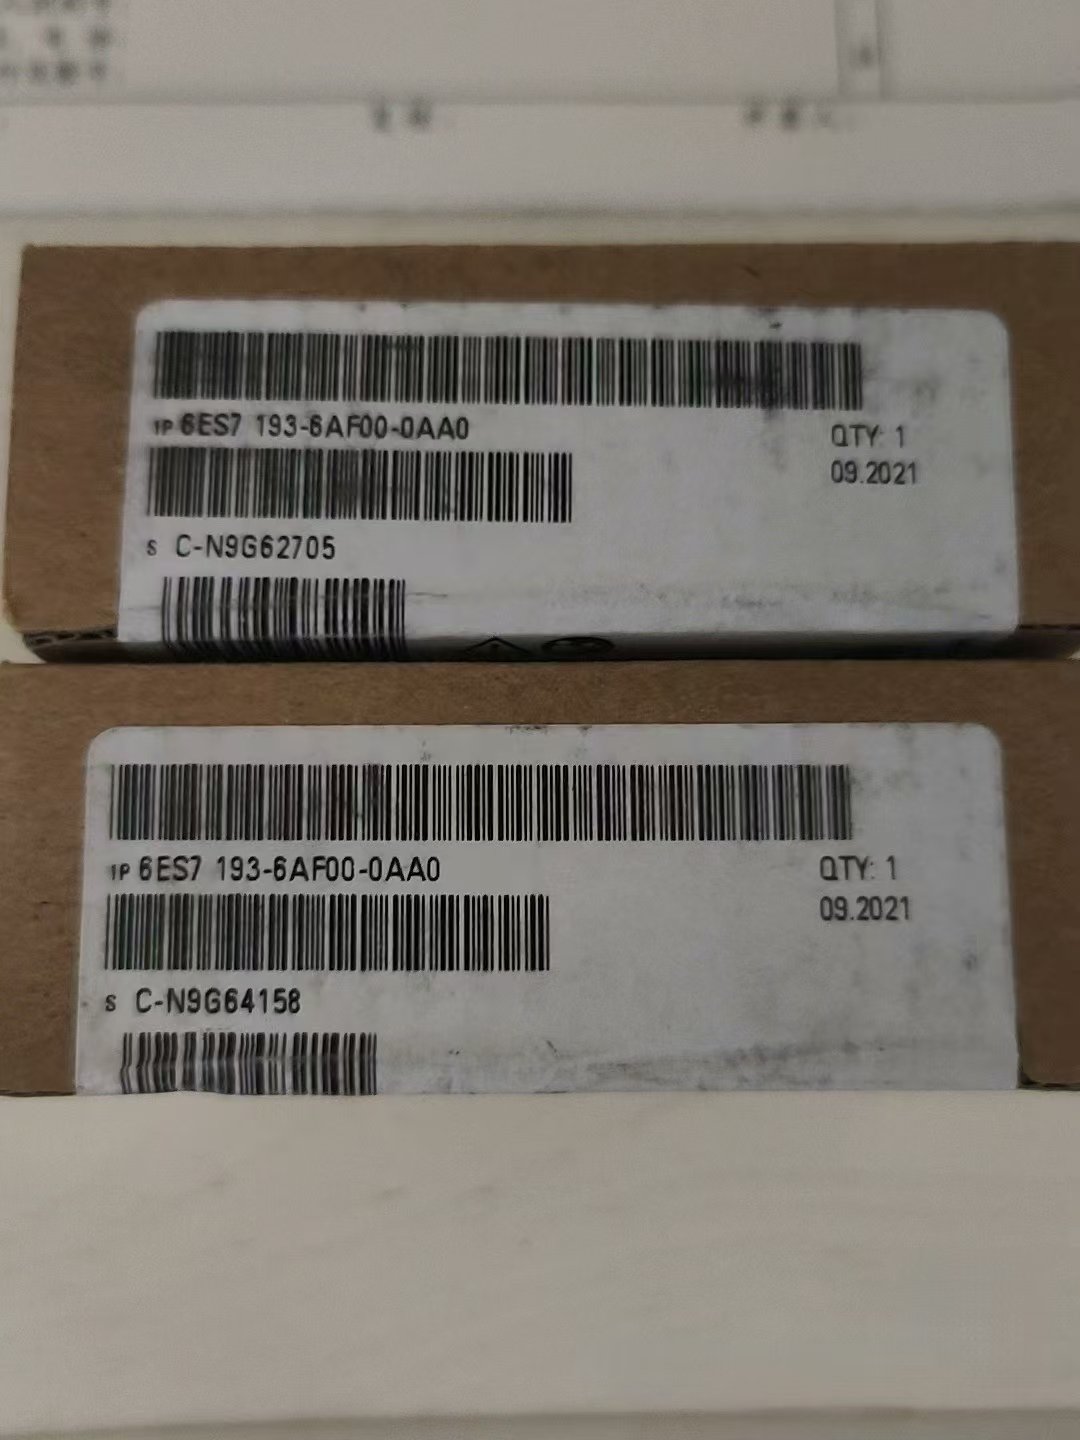 1P 6ES7 193-6AF00-0AA0
QTY: 1
09.2021
S C-N9G62705
1P 6ES7 193-6AF00-0AA0
QTY: 1
09.2021
S C-N9G64158